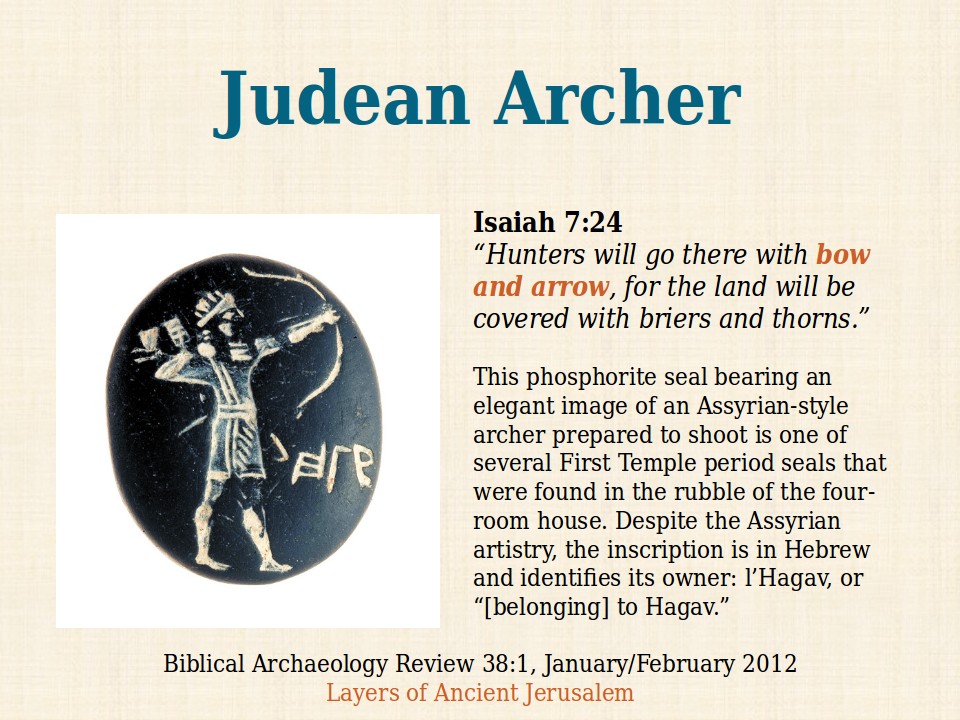 Judean Archer
𐤋𐤇𐤂𐤁
Isaiah 7:24
“Hunters will go there with bow
and arrow, for the land will be
covered with briers and thorns.”
This phosphorite seal bearing an
elegant image of an Assyrian-style
archer prepared to shoot is one of
several First Temple period seals that
were found in the rubble of the four-
room house. Despite the Assyrian
artistry, the inscription is in Hebrew
and identifies its owner: l’Hagav, or
“[belonging] to Hagav.”
Biblical Archaeology Review 38:1, January/February 2012
Layers of Ancient Jerusalem